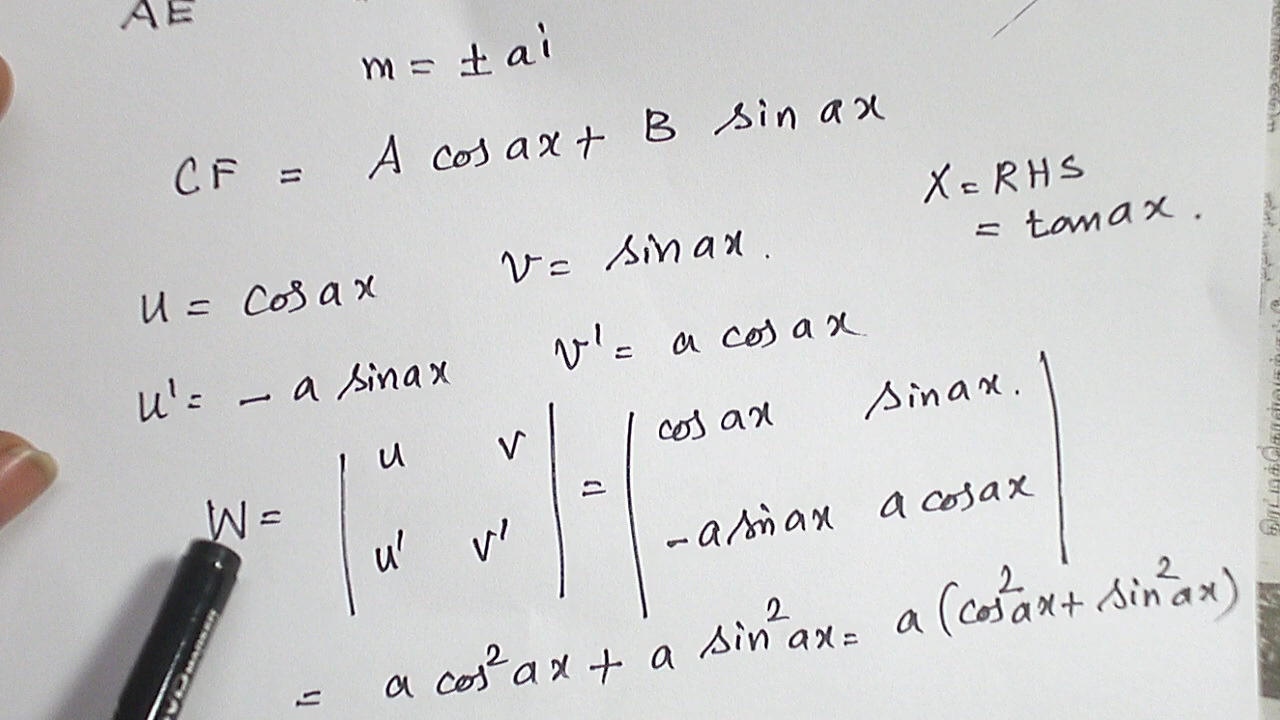 AE
m = ± ai
CF = A cos ax + B sin ax
X = RHS
= tan ax.
u = cos ax v = sin ax.
u' = - a sin ax v' = a cos ax
W = | u v | = | cos ax sin ax. |
| u' v' | | - a sin ax a cos ax |
= a cos² ax + a sin² ax = a (cos² ax + sin² ax)